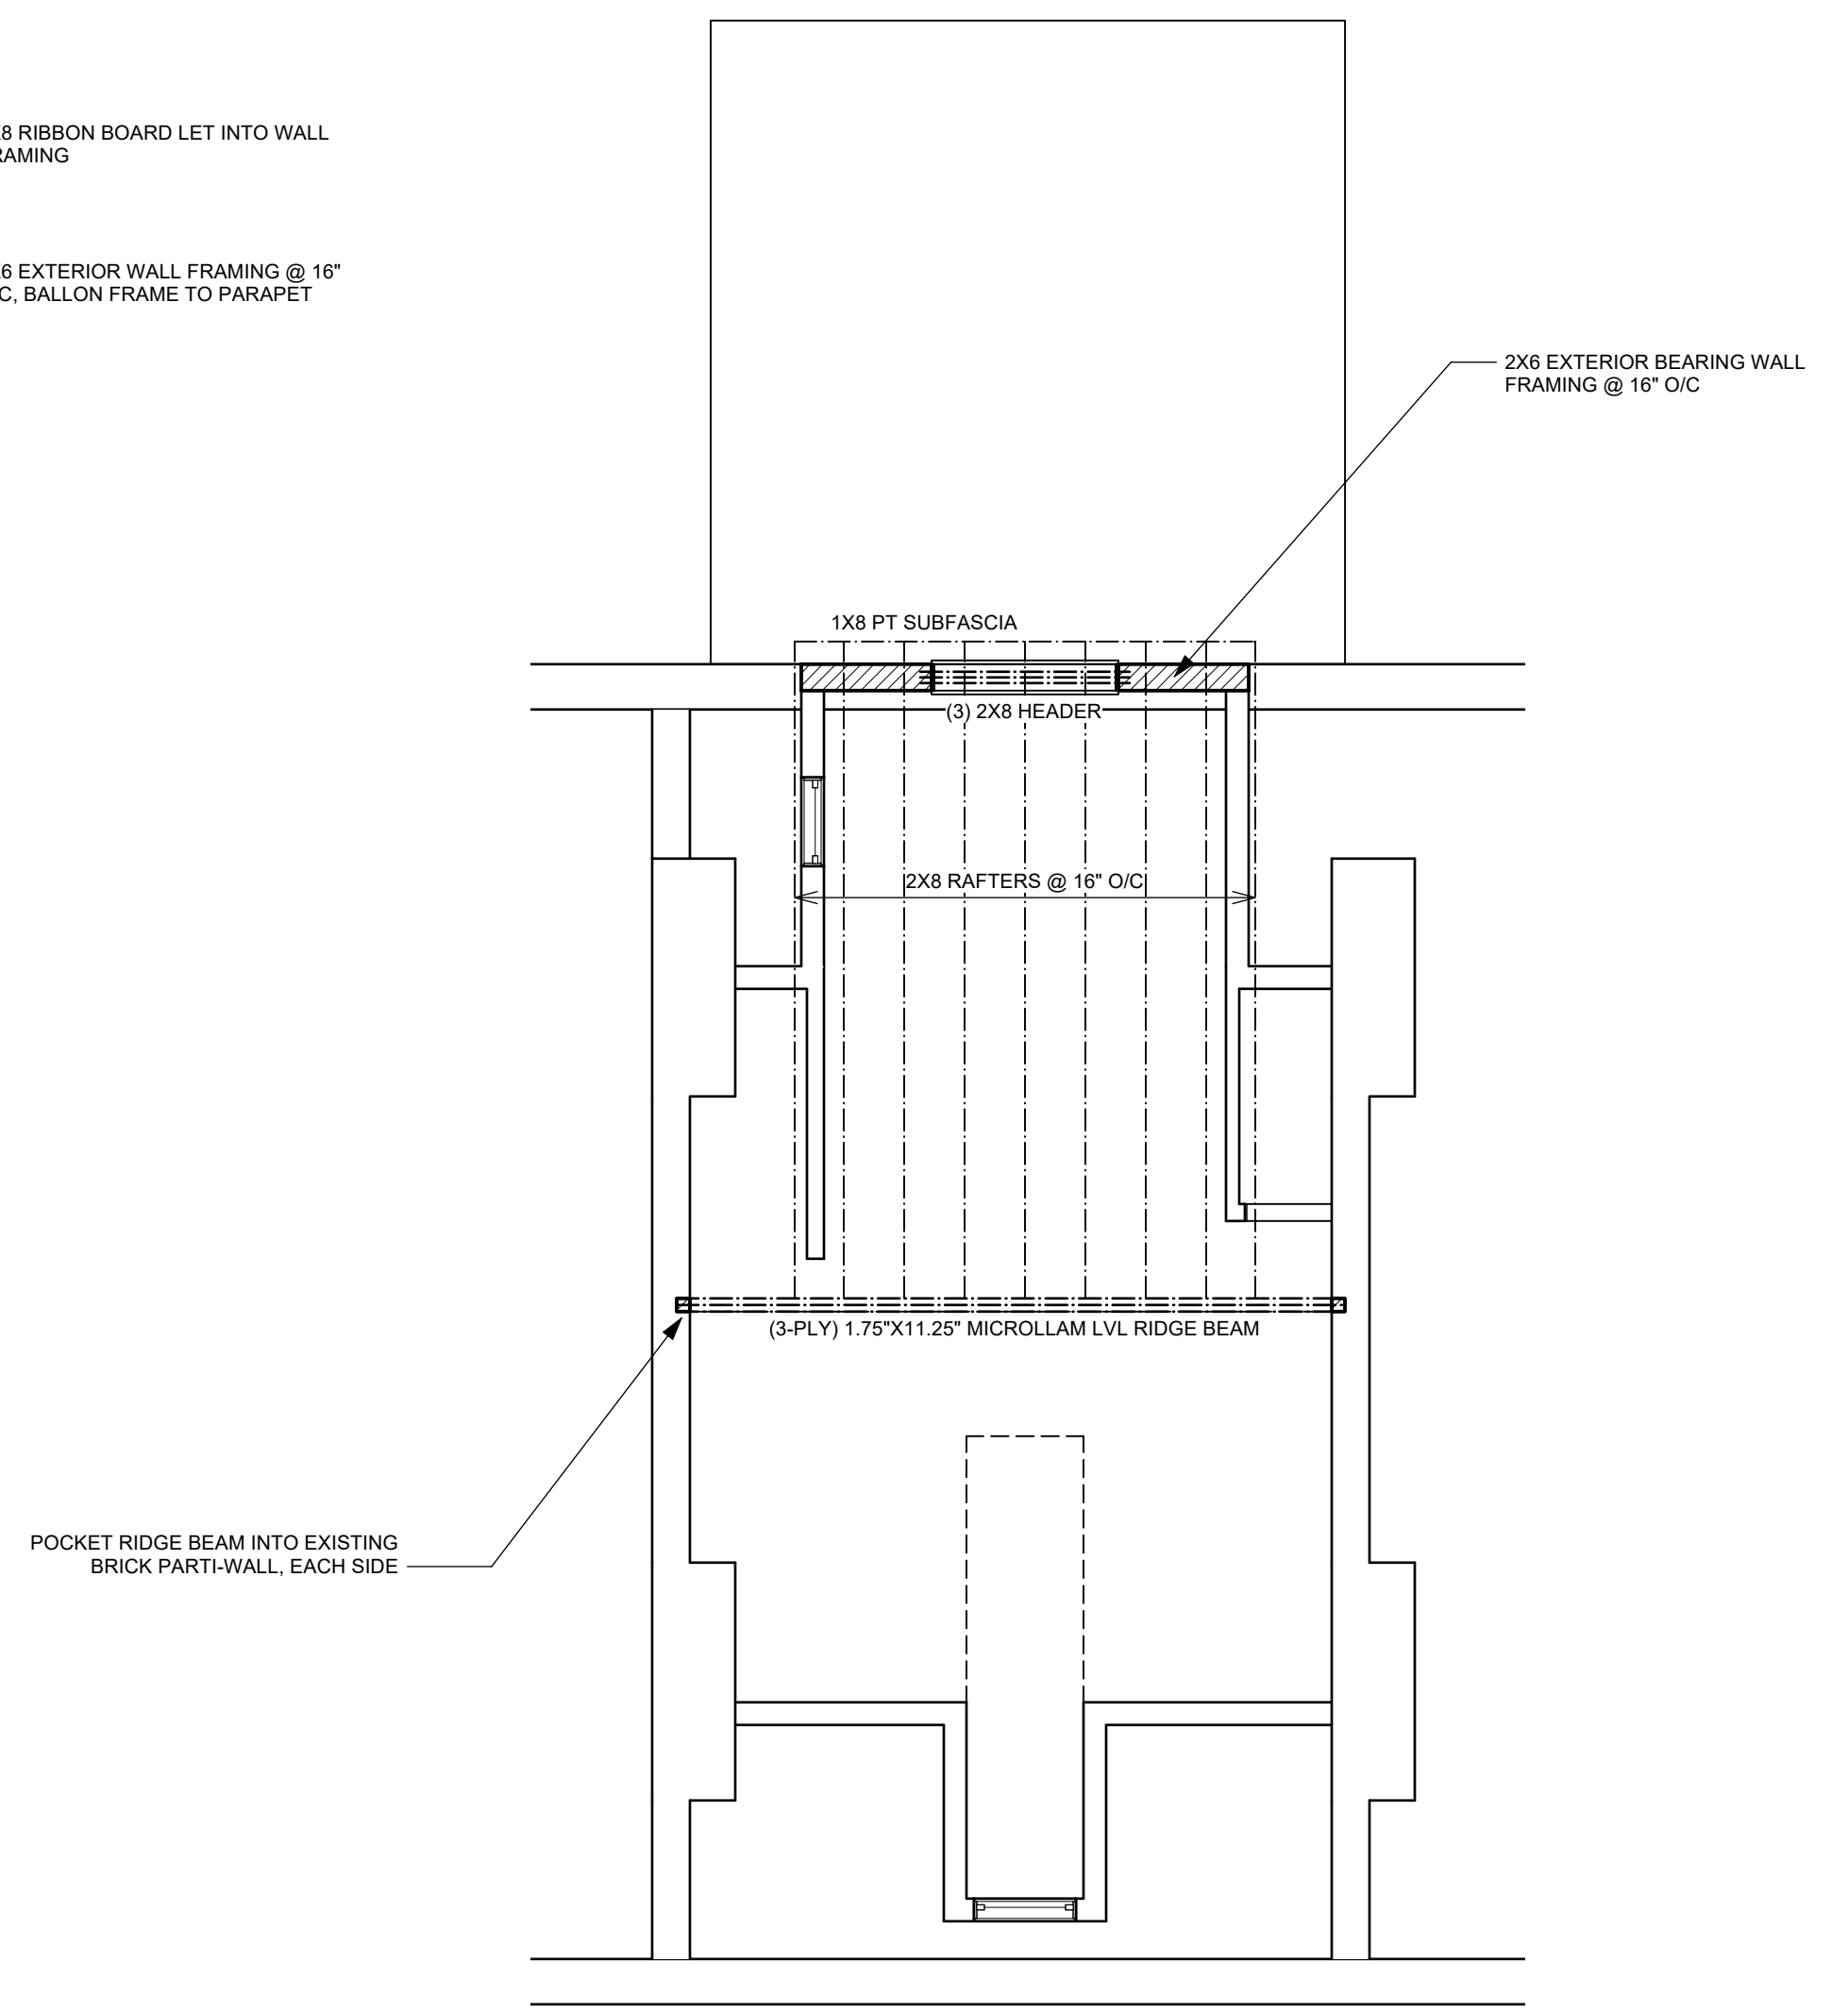 8 RIBBON BOARD LET INTO WALL
RAMING
6 EXTERIOR WALL FRAMING @ 16"
C, BALLON FRAME TO PARAPET
2X6 EXTERIOR BEARING WALL
FRAMING @ 16" O/C
1X8 PT SUBFASCIA
(3) 2X8 HEADER
2X8 RAFTERS @ 16" O/C
(3-PLY) 1.75"X11.25" MICROLLAM LVL RIDGE BEAM
POCKET RIDGE BEAM INTO EXISTING
BRICK PARTI-WALL, EACH SIDE